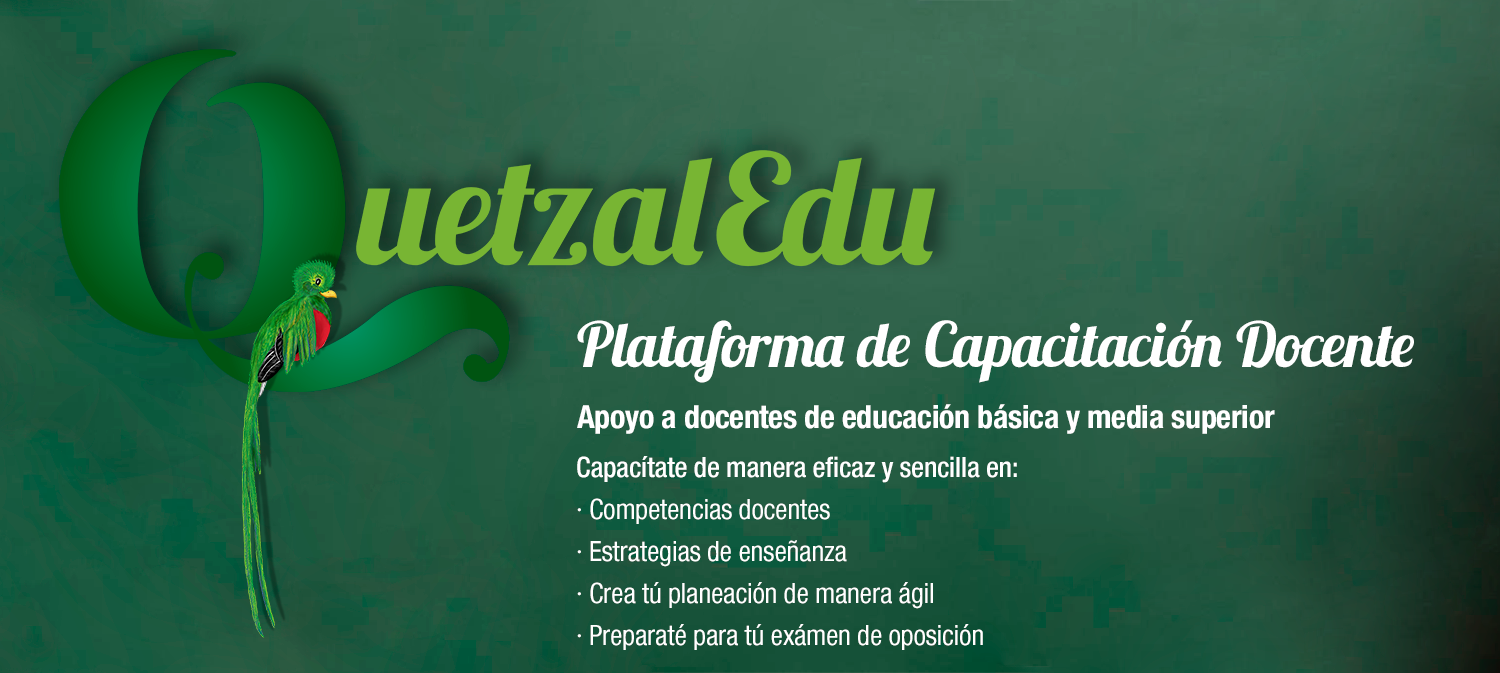 QuetzalEdu
Plataforma de Capacitación Docente
Apoyo a docentes de educación básica y media superior
Capacítate de manera eficaz y sencilla en:
· Competencias docentes
· Estrategias de enseñanza
· Crea tú planeación de manera ágil
· Preparaté para tú exámen de oposición